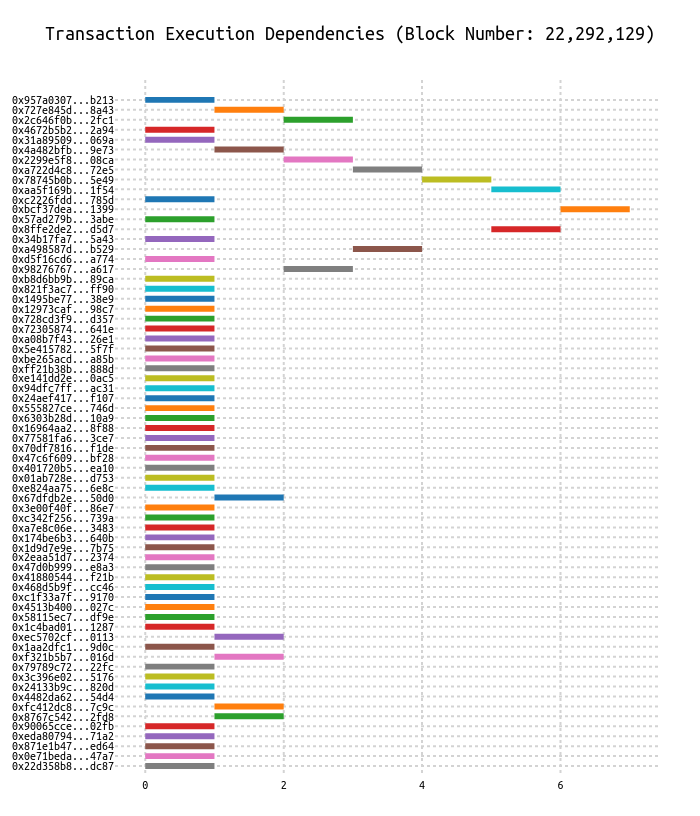 Transaction Execution Dependencies (Block Number: 22,292,129)
0x957a0307...b213
0x727e845d...8a43
0x2c646f0b...2fc1
0x4672b5b2...2a94
0x31a89509...069a
0x4a482bfb...9e73
0x2299e5f8...08ca
0xa722d4c8...72e5
0x78745b0b...5e49
0xaa5f169b...1f54
0xc2226fdd...785d
0xbcf37dea...1399
0x57ad279b...3abe
0x8ffe2de2...d5d7
0x34b17fa7...5a43
0xa498587d...b529
0xd5f16cd6...a774
0x98276767...a617
0xb8d6bb9b...89ca
0x821f3ac7...ff90
0x1495be77...38e9
0x12973caf...98c7
0x728cd3f9...d357
0x72305874...641e
0xa08b7f43...26e1
0x5e415782...5f7f
0xbe265acd...a85b
0xff21b38b...888d
0xe141dd2e...0ac5
0x94dfc7ff...ac31
0x24aef417...f107
0x555827ce...746d
0x6303b28d...10a9
0x16964aa2...8f88
0x77581fa6...3ce7
0x70df7816...f1de
0x47c6f609...bf28
0x401720b5...ea10
0x01ab728e...d753
0xe824aa75...6e8c
0x67dfdb2e...50d0
0x3e00f40f...86e7
0xc342f256...739a
0xa7e8c06e...3483
0x174be6b3...640b
0x1d9d7e9e...7b75
0x2eaa51d7...2374
0x47d0b999...e8a3
0x41880544...f21b
0x468d5b9f...cc46
0xc1f33a7f...9170
0x4513b400...027c
0x58115ec7...df9e
0x1c4bad01...1287
0xec5702cf...0113
0x1aa2dfc1...9d0c
0xf321b5b7...016d
0x79789c72...22fc
0x3c396e02...5176
0x24133b9c...820d
0x4482da62...54d4
0xfc412dc8...7c9c
0x8767c542...2fd8
0x90065cce...02fb
0xeda80794...71a2
0x871e1b47...ed64
0x0e71beda...47a7
0x22d358b8...dc87
0 2 4 6